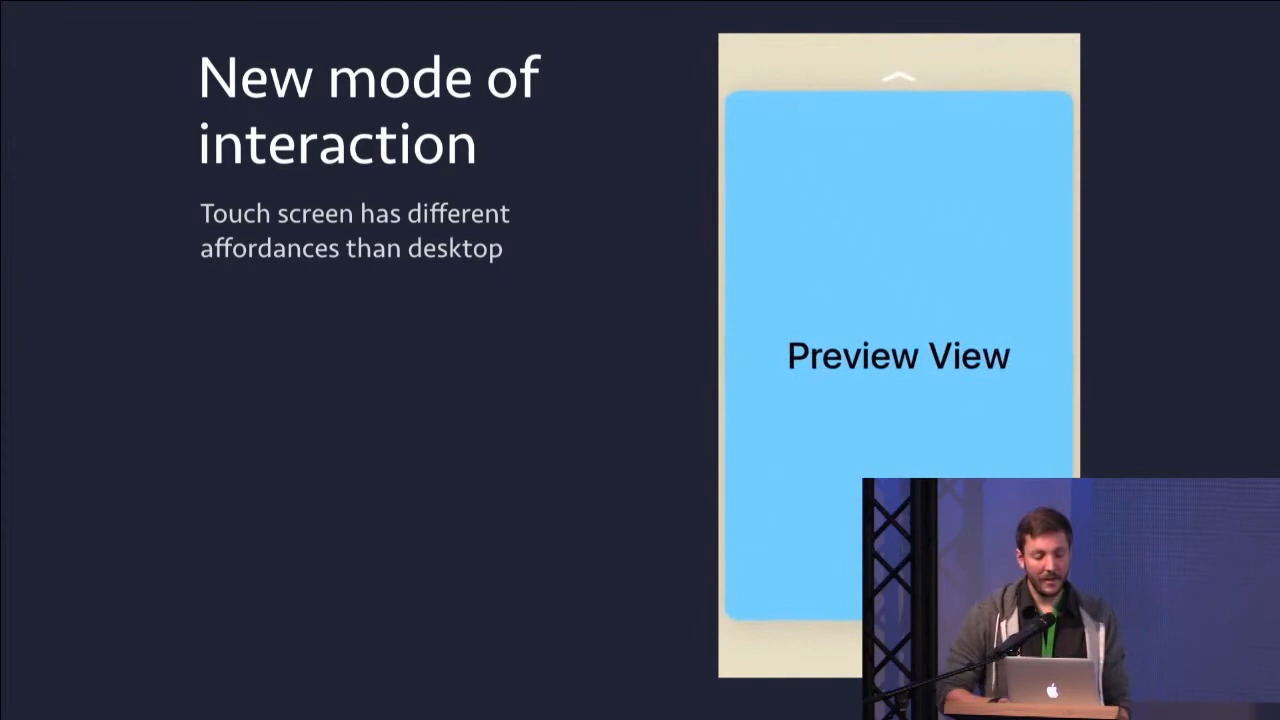 New mode of
interaction
Touch screen has different
affordances than desktop
Preview View